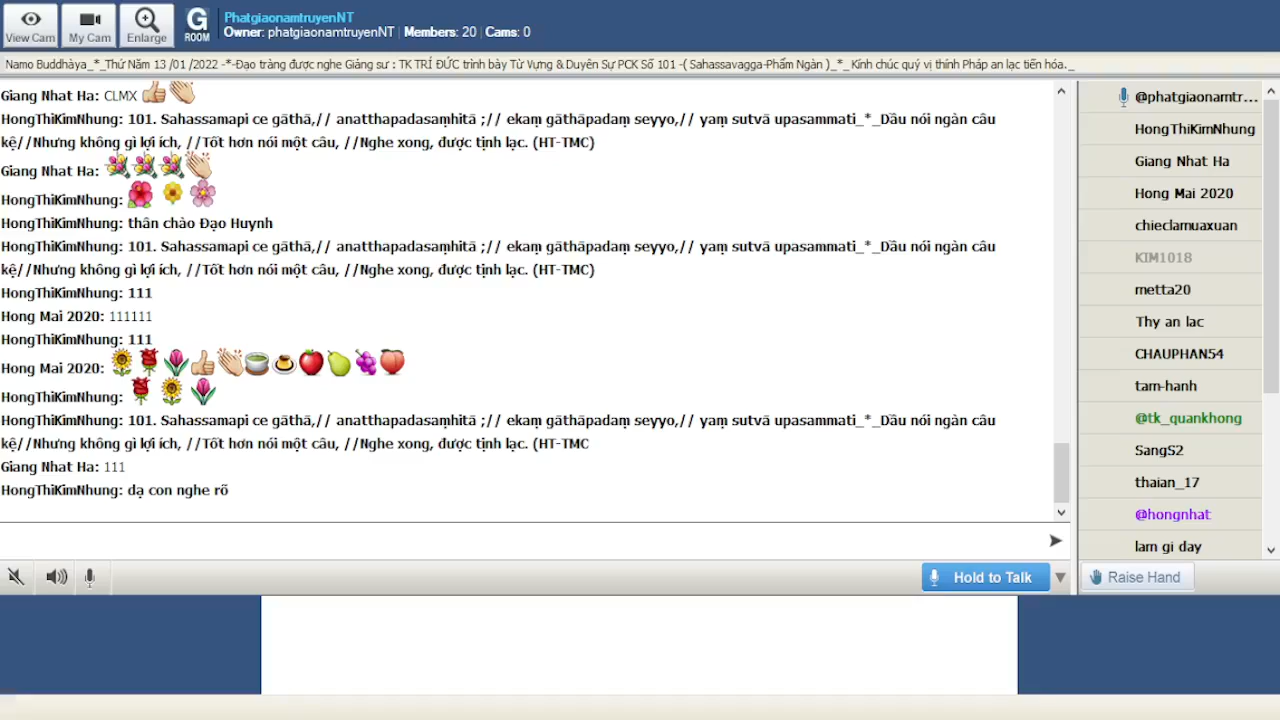 View Cam
My Cam
Enlarge
G
ROOM
PhatgiaonamtruyenNT
Owner: phatgiaonamtruyenNT | Members: 20 | Cams: 0
Namo Buddhàya_*_Thứ Năm 13 /01 /2022 -*-Đạo tràng được nghe Giảng sư : TK TRÍ ĐỨC trình bày Từ Vựng & Duyên Sự PCK Số 101 -( Sahassavagga-Phẩm Ngàn )_*_Kính chúc quý vị thính Pháp an lạc tiến hóa._
Giang Nhat Ha: CLMX
HongThiKimNhung: 101. Sahassamapi ce gāthā,// anatthapadasaṃhitā ;// ekaṃ gāthāpadaṃ seyyo,// yaṃ sutvā upasammati_*_Dầu nói ngàn câu
kệ//Nhưng không gì lợi ích, //Tốt hơn nói một câu, //Nghe xong, được tịnh lạc. (HT-TMC)
Giang Nhat Ha:
HongThiKimNhung:
HongThiKimNhung: thân chào Đạo Huynh
HongThiKimNhung: 101. Sahassamapi ce gāthā,// anatthapadasaṃhitā ;// ekaṃ gāthāpadaṃ seyyo,// yaṃ sutvā upasammati_*_Dầu nói ngàn câu
kệ//Nhưng không gì lợi ích, //Tốt hơn nói một câu, //Nghe xong, được tịnh lạc. (HT-TMC)
HongThiKimNhung: 111
Hong Mai 2020: 111111
HongThiKimNhung: 111
Hong Mai 2020:
HongThiKimNhung:
HongThiKimNhung: 101. Sahassamapi ce gāthā,// anatthapadasaṃhitā ;// ekaṃ gāthāpadaṃ seyyo,// yaṃ sutvā upasammati_*_Dầu nói ngàn câu
kệ//Nhưng không gì lợi ích, //Tốt hơn nói một câu, //Nghe xong, được tịnh lạc. (HT-TMC
Giang Nhat Ha: 111
HongThiKimNhung: dạ con nghe rõ
@phatgiaonamtr...
HongThiKimNhung
Giang Nhat Ha
Hong Mai 2020
chieclamuaxuan
KIM1018
metta20
Thy an lac
CHAUPHAN54
tam-hanh
@tk_quankhong
SangS2
thaian_17
@hongnhat
lam gi day
Hold to Talk
Raise Hand